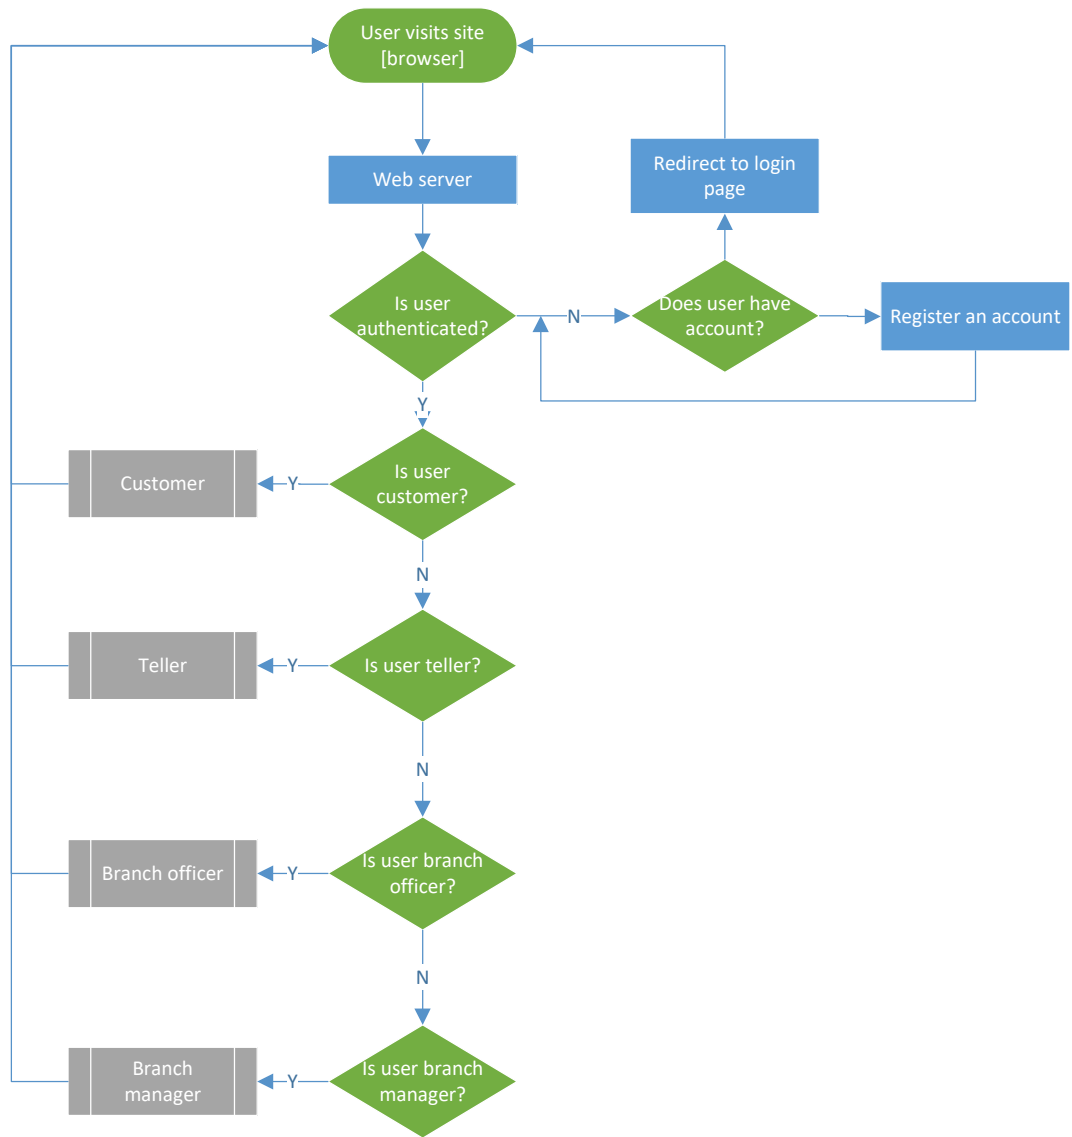 User visits site
[browser]
Web server
Redirect to login
page
Is user
authenticated?
N
Does user have
account?
Register an account
Y
Customer
Y
Is user
customer?
N
Teller
Y
Is user teller?
N
Branch officer
Y
Is user branch
officer?
N
Branch
manager
Y
Is user branch
manager?